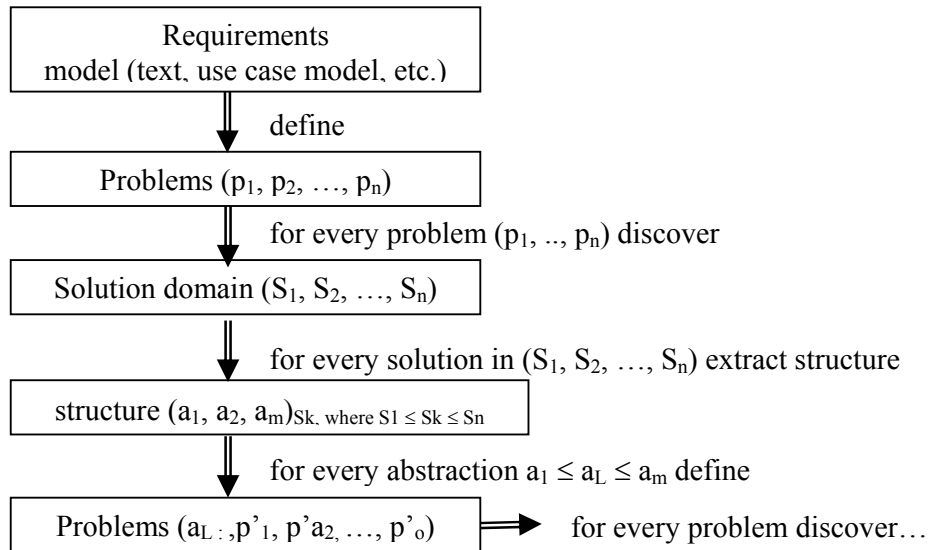 Requirements
model (text, use case model, etc.)
define
Problems (p₁, p₂, …, pₙ)
for every problem (p₁, .., pₙ) discover
Solution domain (S₁, S₂, …, Sₙ)
for every solution in (S₁, S₂, …, Sₙ) extract structure
structure (a₁, a₂, aₘ)Sk, where S1 ≤ Sk ≤ Sn
for every abstraction a₁ ≤ a_L ≤ aₘ define
Problems (a_L : ,p’₁, p’a₂, …, p’ₒ)
for every problem discover…